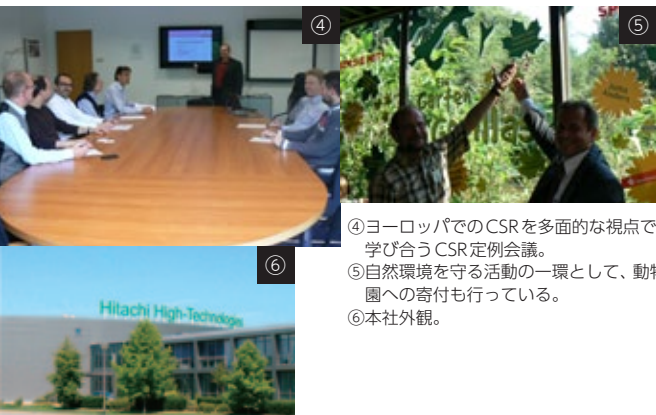 ④
⑤
⑥
Hitachi High-Technologies
④ヨーロッパでのCSRを多面的な視点で
学び合うCSR定例会議。
⑤自然環境を守る活動の一環として、動物
園への寄付も行っている。
⑥本社外観。